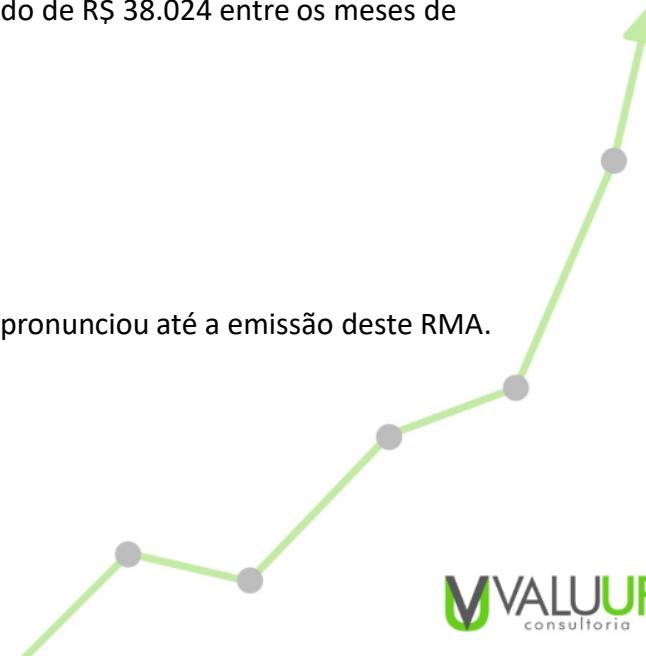 do de R$ 38.024 entre os meses de
pronunciou até a emissão deste RMA.
VALUUP
consultoria